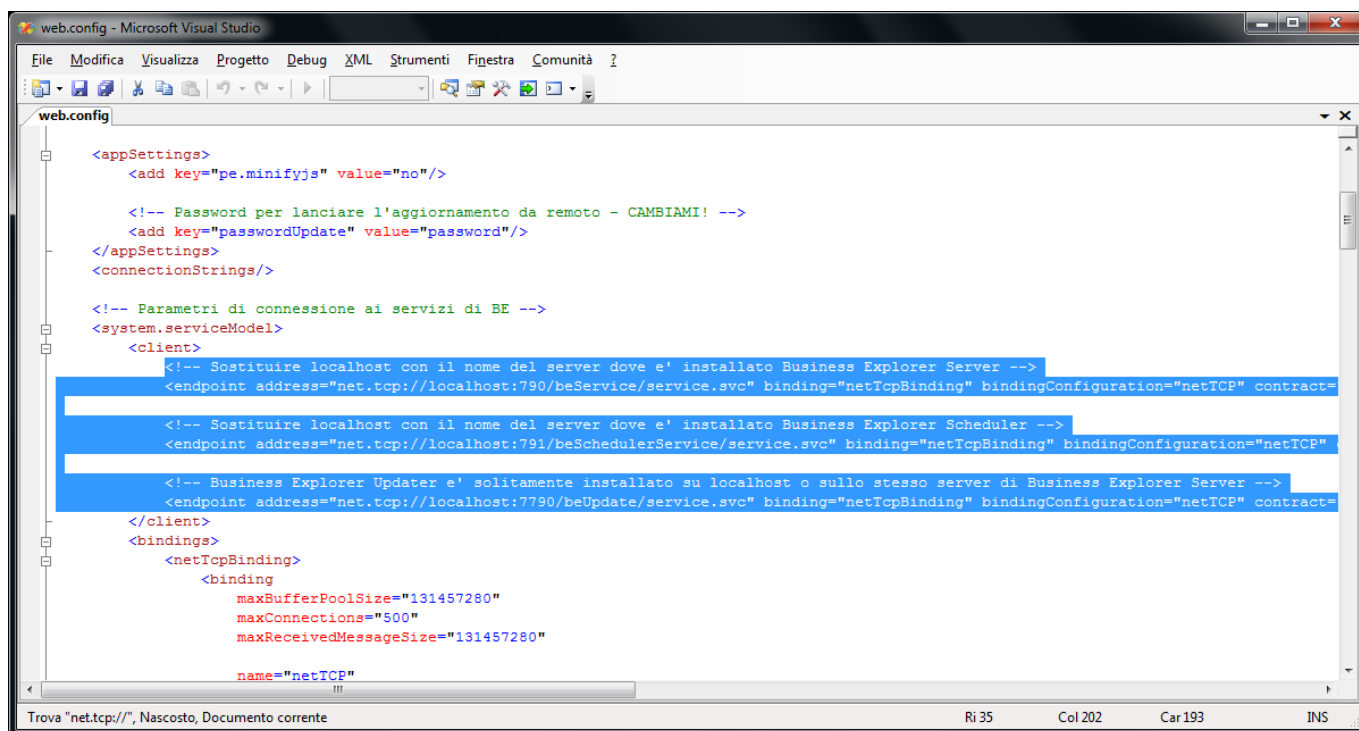 web.config - Microsoft Visual Studio
File Modifica Visualizza Progetto Debug XML Strumenti Finestra Comunità ?
web.config
<appSettings>
<add key="pe.minifyjs" value="no"/>
<!-- Password per lanciare l'aggiornamento da remoto - CAMBIAMI! -->
<add key="passwordUpdate" value="password"/>
</appSettings>
<connectionStrings/>
<!-- Parametri di connessione ai servizi di BE -->
<system.serviceModel>
<client>
<!-- Sostituire localhost con il nome del server dove e' installato Business Explorer Server -->
<endpoint address="net.tcp://localhost:790/beService/service.svc" binding="netTcpBinding" bindingConfiguration="netTCP" contract=
<!-- Sostituire localhost con il nome del server dove e' installato Business Explorer Scheduler -->
<endpoint address="net.tcp://localhost:791/beSchedulerService/service.svc" binding="netTcpBinding" bindingConfiguration="netTCP"
<!-- Business Explorer Updater e' solitamente installato su localhost o sullo stesso server di Business Explorer Server -->
<endpoint address="net.tcp://localhost:7790/beUpdate/service.svc" binding="netTcpBinding" bindingConfiguration="netTCP" contract=
</client>
<bindings>
<netTcpBinding>
<binding
maxBufferPoolSize="131457280"
maxConnections="500"
maxReceivedMessageSize="131457280"
name="netTCP"
Trova "net.tcp://", Nascosto, Documento corrente Ri 35 Col 202 Car 193 INS